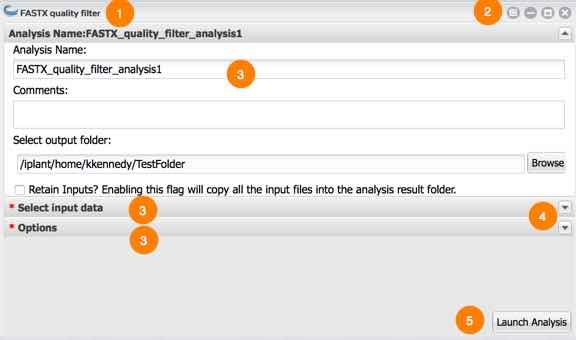 FASTX quality filter 1 2
Analysis Name:FASTX_quality_filter_analysis1
Analysis Name:
FASTX_quality_filter_analysis1 3
Comments:
Select output folder:
/iplant/home/kkennedy/TestFolder Browse
Retain Inputs? Enabling this flag will copy all the input files into the analysis result folder.
* Select input data 3 4
* Options 3
5 Launch Analysis